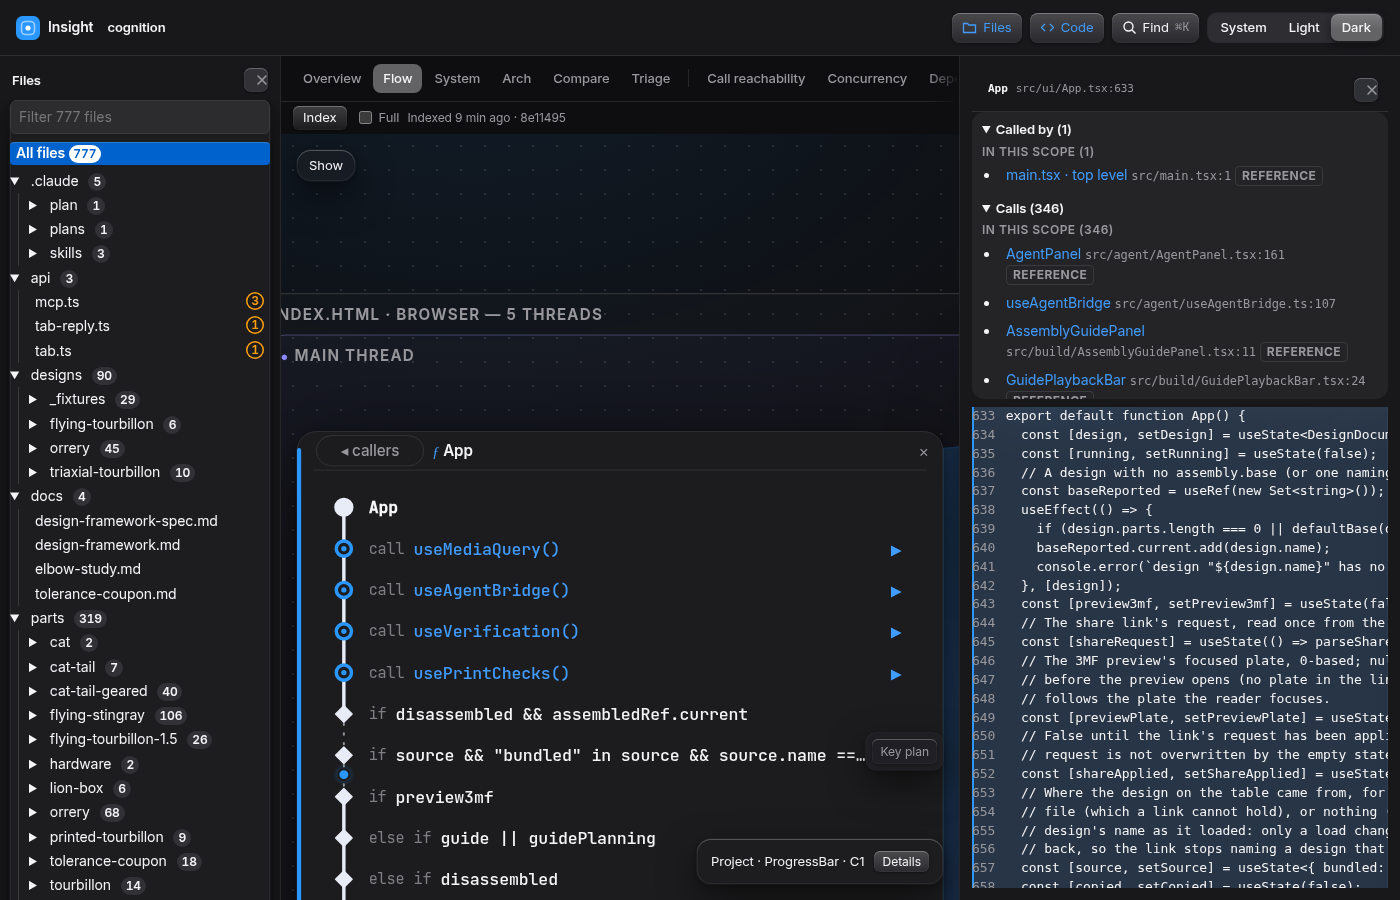 Insight cognition
Files
Code
Find ⌘K
System
Light
Dark
Files
Filter 777 files
All files 777
.claude 5
plan 1
plans 1
skills 3
api 3
mcp.ts 3
tab-reply.ts 1
tab.ts 1
designs 90
_fixtures 29
flying-tourbillon 6
orrery 45
triaxial-tourbillon 10
docs 4
design-framework-spec.md
design-framework.md
elbow-study.md
tolerance-coupon.md
parts 319
cat 2
cat-tail 7
cat-tail-geared 40
flying-stingray 106
flying-tourbillon-1.5 26
hardware 2
lion-box 6
orrery 68
printed-tourbillon 9
tolerance-coupon 18
tourbillon 14
Overview
Flow
System
Arch
Compare
Triage
Call reachability
Concurrency
Dep
Index
Full Indexed 9 min ago · 8e11495
Show
NDEX.HTML · BROWSER — 5 THREADS
MAIN THREAD
◂ callers
f App
×
App
call useMediaQuery()
call useAgentBridge()
call useVerification()
call usePrintChecks()
if disassembled && assembledRef.current
if source && "bundled" in source && source.name ==…
if preview3mf
else if guide || guidePlanning
else if disassembled
Key plan
Project · ProgressBar · C1
Details
App src/ui/App.tsx:633
Called by (1)
IN THIS SCOPE (1)
main.tsx · top level src/main.tsx:1 REFERENCE
Calls (346)
IN THIS SCOPE (346)
AgentPanel src/agent/AgentPanel.tsx:161
REFERENCE
useAgentBridge src/agent/useAgentBridge.ts:107
AssemblyGuidePanel
src/build/AssemblyGuidePanel.tsx:11 REFERENCE
GuidePlaybackBar src/build/GuidePlaybackBar.tsx:24
REFERENCE
633 export default function App() {
634 const [design, setDesign] = useState<DesignDocum
635 const [running, setRunning] = useState(false);
636 // A design with no assembly.base (or one naming
637 const baseReported = useRef(new Set<string>());
638 useEffect(() => {
639 if (design.parts.length === 0 || defaultBase(d
640 baseReported.current.add(design.name);
641 console.error(`design "${design.name}" has no
642 }, [design]);
643 const [preview3mf, setPreview3mf] = useState(fal
644 // The share link's request, read once from the
645 const [shareRequest] = useState(() => parseShare
646 // The 3MF preview's focused plate, 0-based; nul
647 // before the preview opens (no plate in the lin
648 // follows the plate the reader focuses.
649 const [previewPlate, setPreviewPlate] = useState
650 // False until the link's request has been appli
651 // request is not overwritten by the empty state
652 const [shareApplied, setShareApplied] = useState
653 // Where the design on the table came from, for
654 // file (which a link cannot hold), or nothing
655 // design's name as it loaded: only a load chang
656 // back, so the link stops naming a design that
657 const [source, setSource] = useState<{ bundled:
658 const [copied, setCopied] = useState(false);